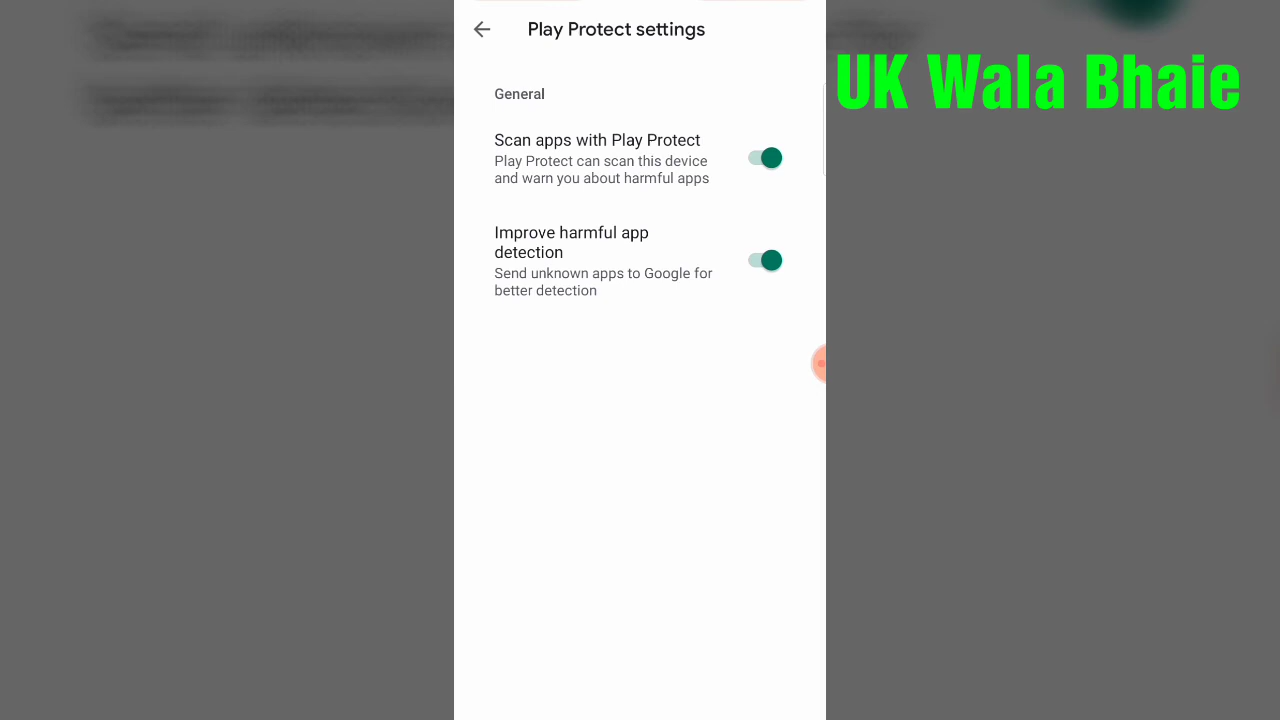 Play Protect settings
UK Wala Bhaie
General
Scan apps with Play Protect
Play Protect can scan this device
and warn you about harmful apps
Improve harmful app
detection
Send unknown apps to Google for
better detection